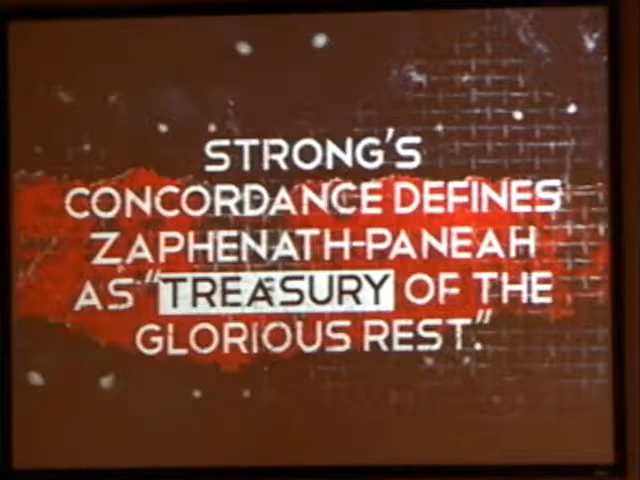 STRONG'S
CONCORDANCE DEFINES
ZAPHENATH-PANEAH
AS "TREASURY OF THE
GLORIOUS REST."